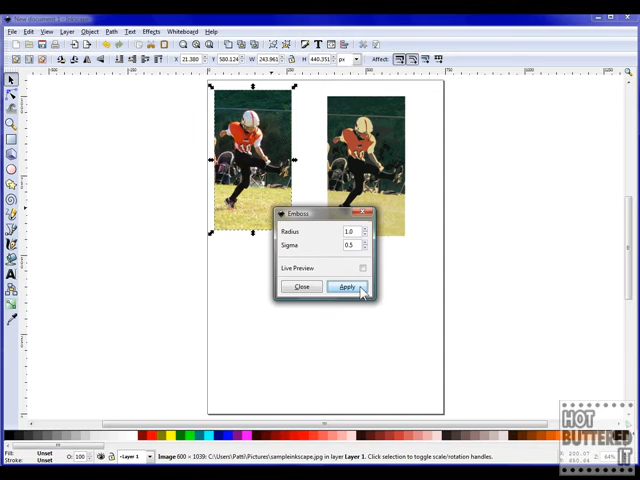 New document 1 - Inkscape
File Edit View Layer Object Path Text Effects Whiteboard Help
X 21.380 Y 580.124 W 243.961 H 440.351 px Affect:
Emboss
Radius 1.0
Sigma 0.5
Live Preview
Close Apply
Fill: Unset
Stroke: Unset
O: 100
Layer 1
Image 600 × 1039: C:\Users\Patti\Pictures\sampleinkscape.jpg in layer Layer 1. Click selection to toggle scale/rotation handles.
HOT
BUTTERED
IT